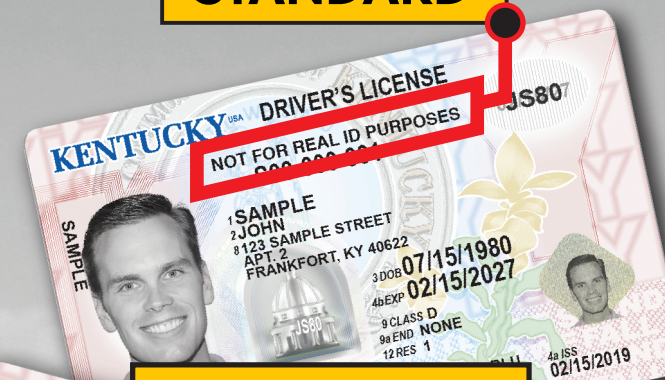 STANDARD
KENTUCKY USA DRIVER'S LICENSE
NOT FOR REAL ID PURPOSES
JS807
SAMPLE
1 SAMPLE
2 JOHN
8 123 SAMPLE STREET
APT. 2
FRANKFORT, KY 40622
3 DOB 07/15/1980
4b EXP 02/15/2027
JS80
9 CLASS D
9a END NONE
12 RES 1
4a ISS
02/15/2019